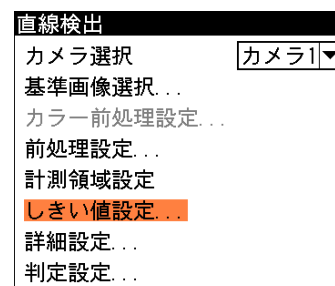 直線検出
カメラ選択 カメラ1
基準画像選択...
カラー前処理設定...
前処理設定...
計測領域設定
しきい値設定...
詳細設定...
判定設定...